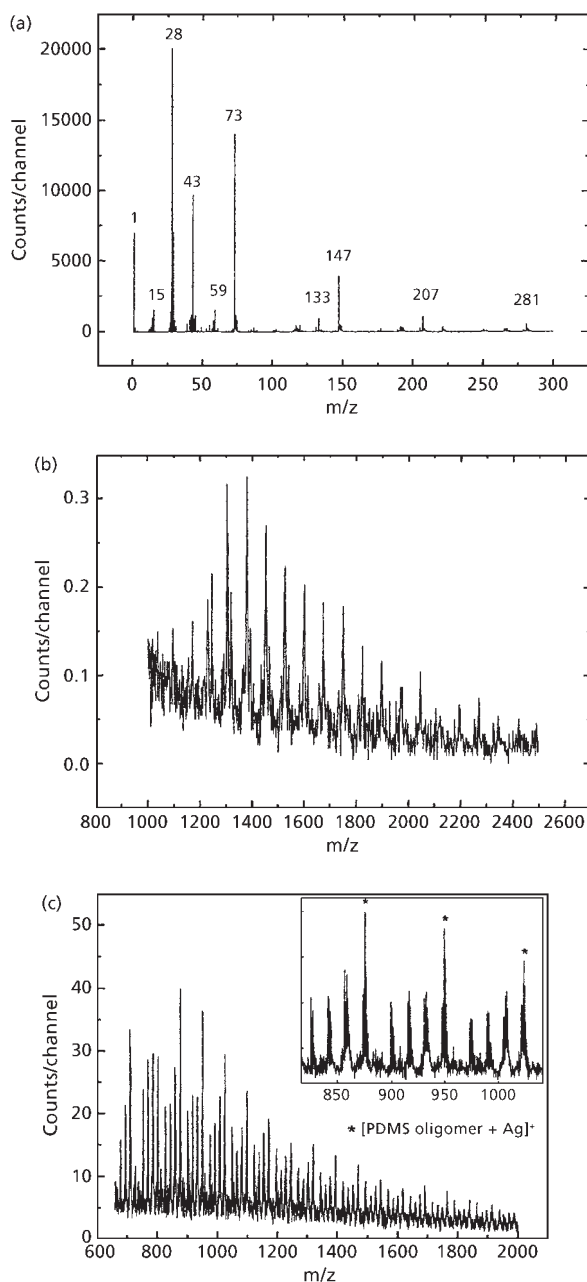 (a)
28
20000
73
15000
Counts/channel
43
10000
1
147
5000
15
59
133
207
281
0
0 50 100 150 200 250 300
m/z
(b)
0.3
0.2
Counts/channel
0.1
0.0
800 1000 1200 1400 1600 1800 2000 2200 2400 2600
m/z
(c)
50
*
*
*
40
Counts/channel
30
850 900 950 1000
20
* [PDMS oligomer + Ag]⁺
10
0
600 800 1000 1200 1400 1600 1800 2000
m/z